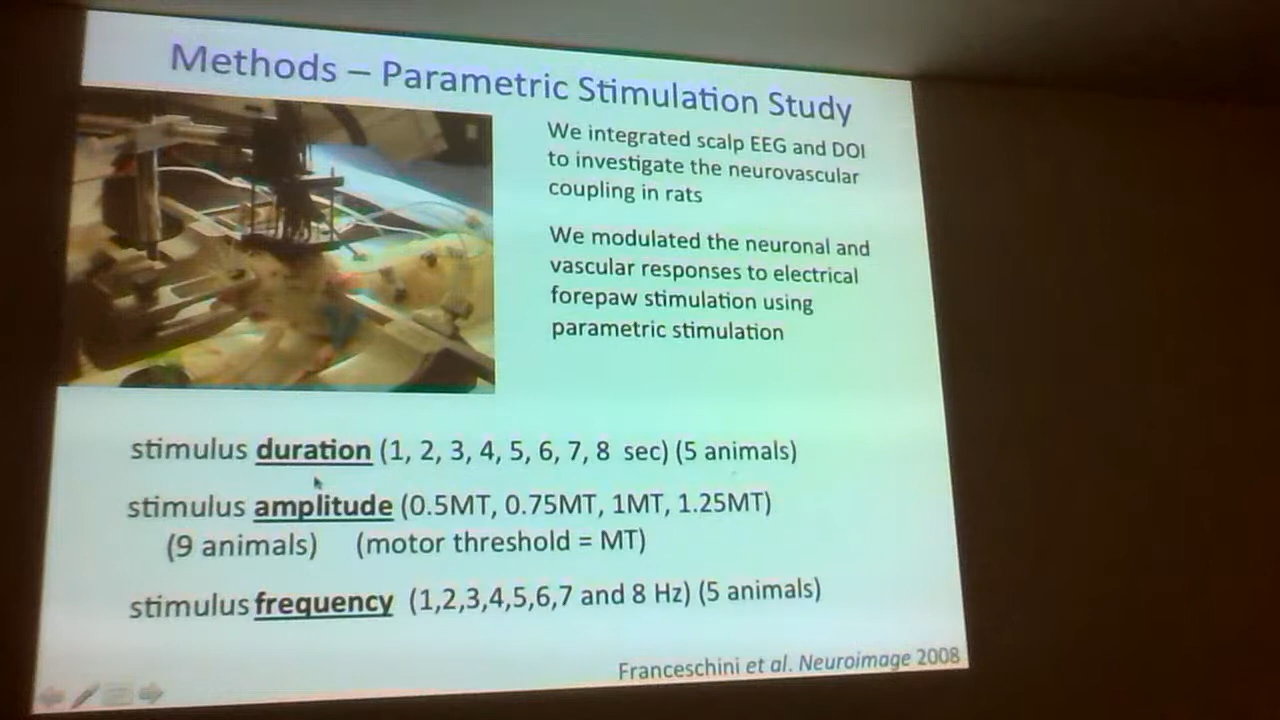 Methods – Parametric Stimulation Study
We integrated scalp EEG and DOI
to investigate the neurovascular
coupling in rats
We modulated the neuronal and
vascular responses to electrical
forepaw stimulation using
parametric stimulation
stimulus duration (1, 2, 3, 4, 5, 6, 7, 8 sec) (5 animals)
stimulus amplitude (0.5MT, 0.75MT, 1MT, 1.25MT)
(9 animals) (motor threshold = MT)
stimulus frequency (1,2,3,4,5,6,7 and 8 Hz) (5 animals)
Franceschini et al. Neuroimage 2008